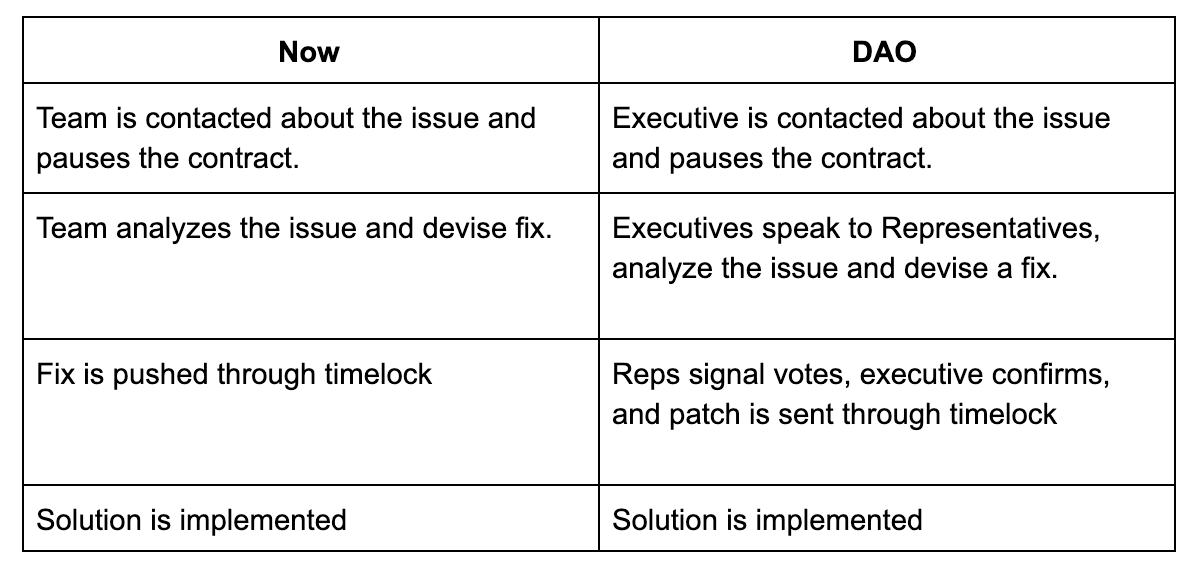 Now
DAO
Team is contacted about the issue and
pauses the contract.
Executive is contacted about the issue
and pauses the contract.
Team analyzes the issue and devise fix.
Executives speak to Representatives,
analyze the issue and devise a fix.
Fix is pushed through timelock
Reps signal votes, executive confirms,
and patch is sent through timelock
Solution is implemented
Solution is implemented